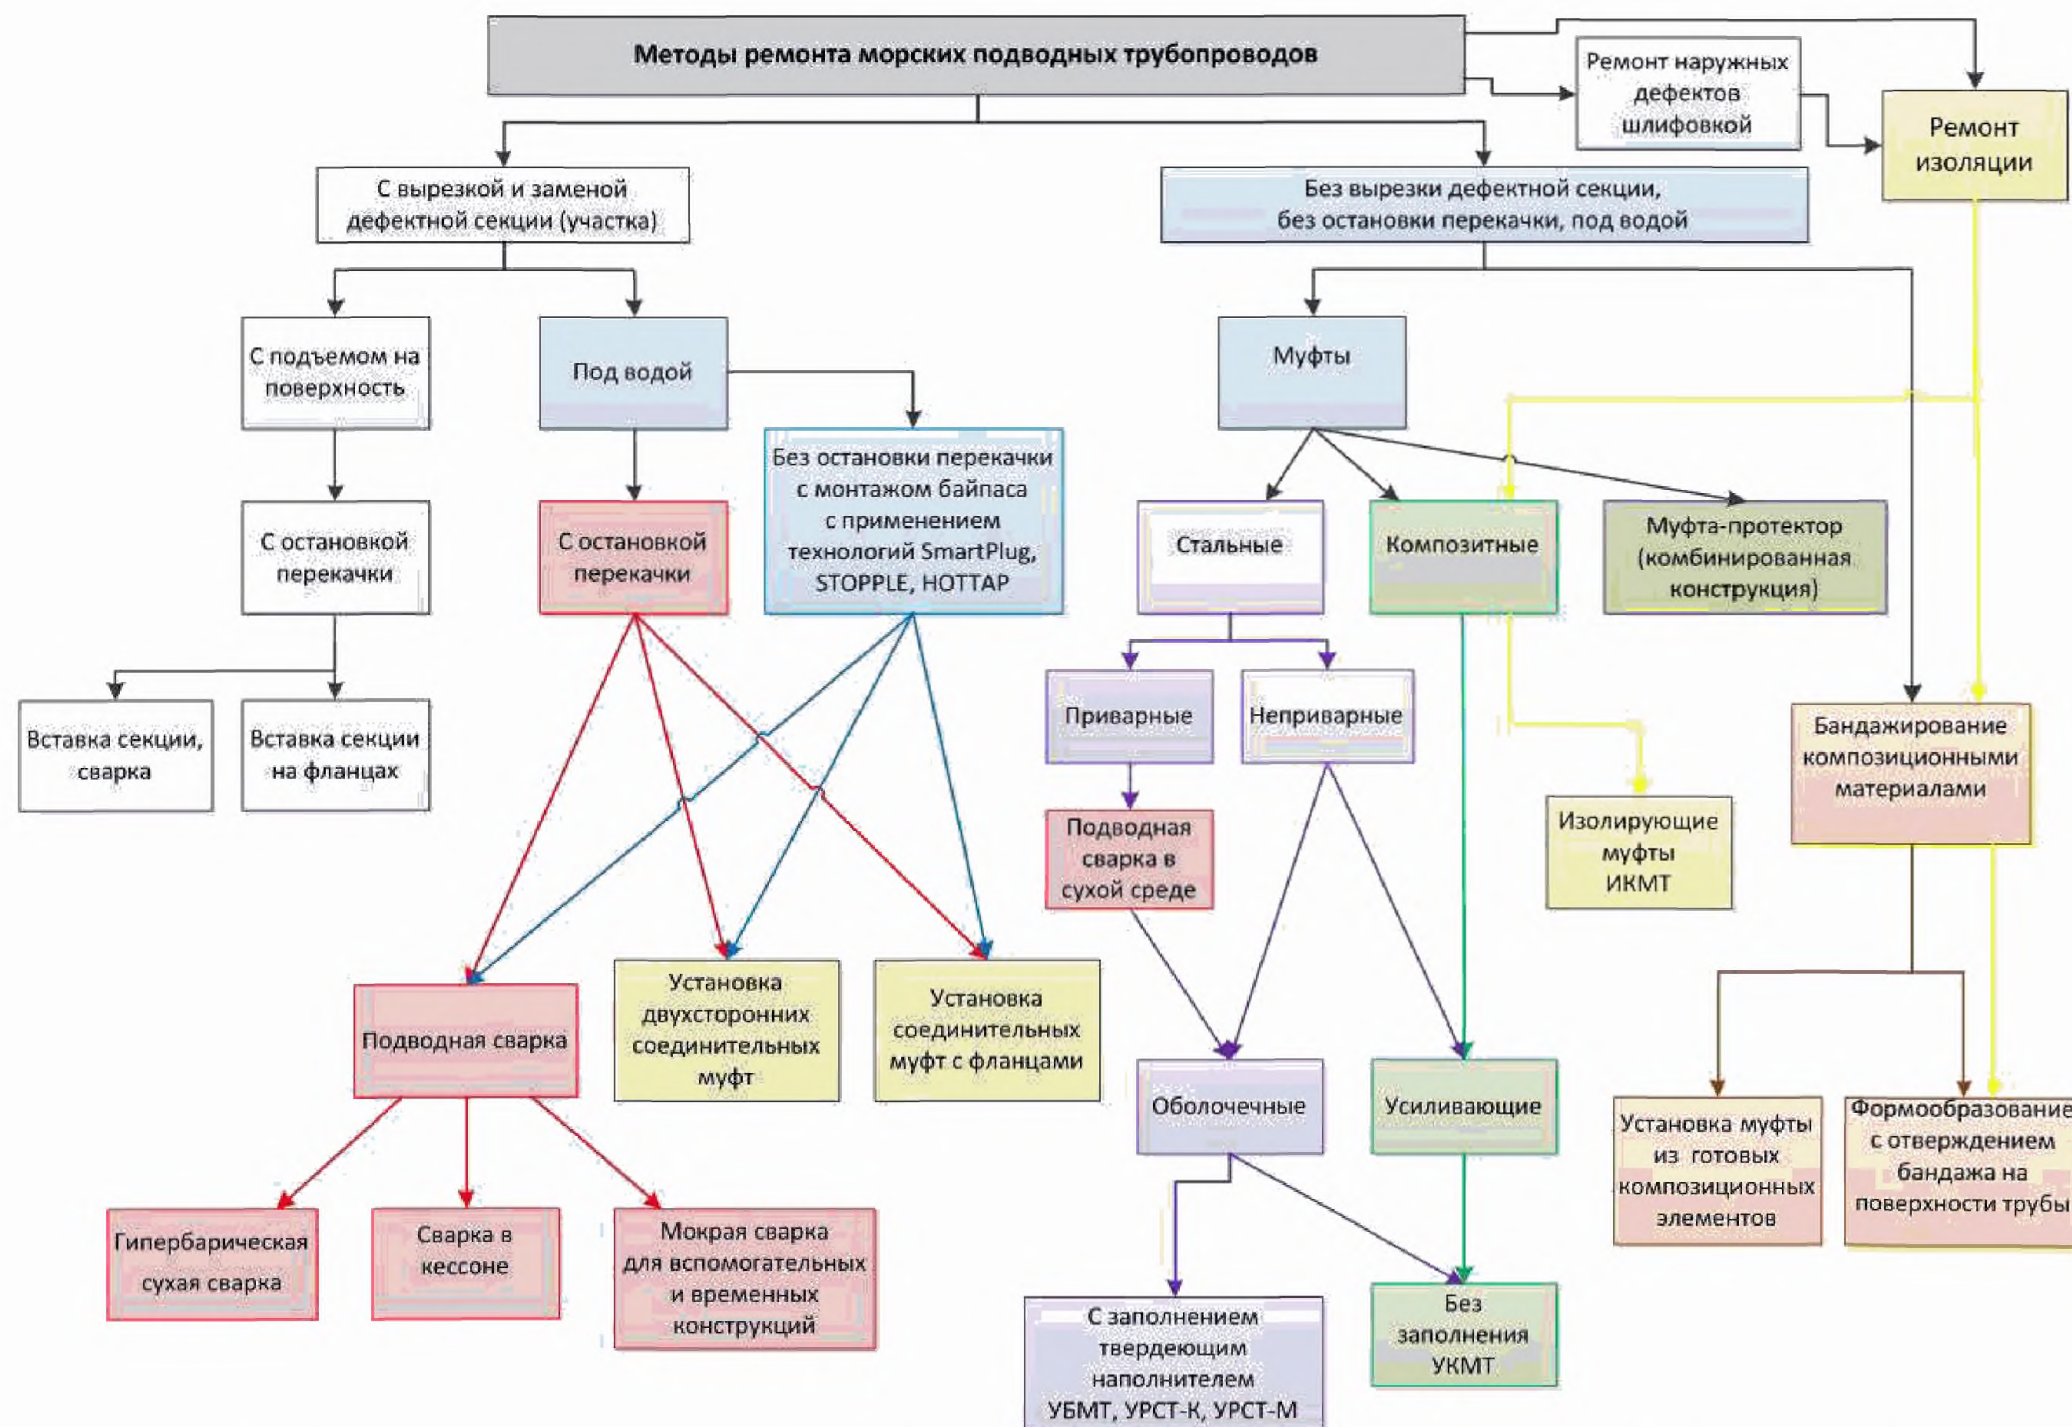 Методы ремонта морских подводных трубопроводов
Ремонт наружных
дефектов
шлифовкой
Ремонт
изоляции
С вырезкой и заменой
дефектной секции (участка)
Без вырезки дефектной секции,
без остановки перекачки, под водой
С подъемом на
поверхность
Под водой
Муфты
Без остановки перекачки
с монтажом байпаса
с применением
технологий SmartPlug,
STOPPLE, HOTTAP
С остановкой
перекачки
С остановкой
перекачки
Стальные
Композитные
Муфта-протектор
(комбинированная
конструкция)
Вставка секции,
сварка
Вставка секции
на фланцах
Приварные
Неприварные
Бандажирование
композиционными
материалами
Подводная
сварка в
сухой среде
Изолирующие
муфты
ИКМТ
Подводная сварка
Установка
двухсторонних
соединительных
муфт
Установка
соединительных
муфт с фланцами
Оболочечные
Усиливающие
Установка муфты
из готовых
композиционных
элементов
Формообразование
с отверждением
бандажа на
поверхности трубы
Гипербарическая
сухая сварка
Сварка в
кессоне
Мокрая сварка
для вспомогательных
и временных
конструкций
С заполнением
твердеющим
наполнителем
УБМТ, УРСТ-К, УРСТ-М
Без
заполнения
УКМТ